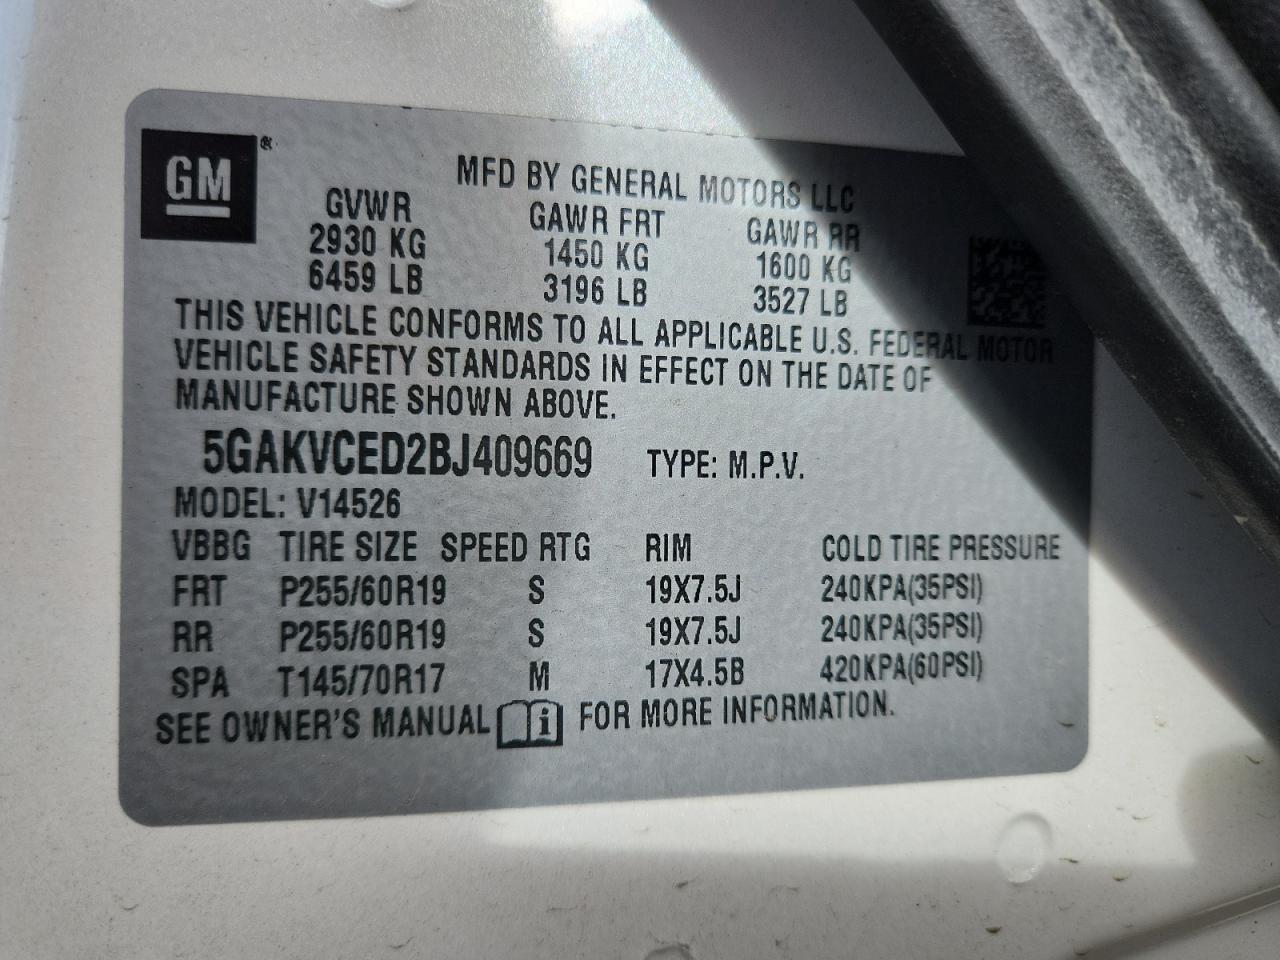 GM
MFD BY GENERAL MOTORS LLC
GVWR GAWR FRT GAWR RR
2930 KG 1450 KG 1600 KG
6459 LB 3196 LB 3527 LB
THIS VEHICLE CONFORMS TO ALL APPLICABLE U.S. FEDERAL MOTOR
VEHICLE SAFETY STANDARDS IN EFFECT ON THE DATE OF
MANUFACTURE SHOWN ABOVE.
5GAKVCED2BJ409669 TYPE: M.P.V.
MODEL: V14526
VBBG TIRE SIZE SPEED RTG RIM COLD TIRE PRESSURE
FRT P255/60R19 S 19X7.5J 240KPA(35PSI)
RR P255/60R19 S 19X7.5J 240KPA(35PSI)
SPA T145/70R17 M 17X4.5B 420KPA(60PSI)
SEE OWNER'S MANUAL i FOR MORE INFORMATION.